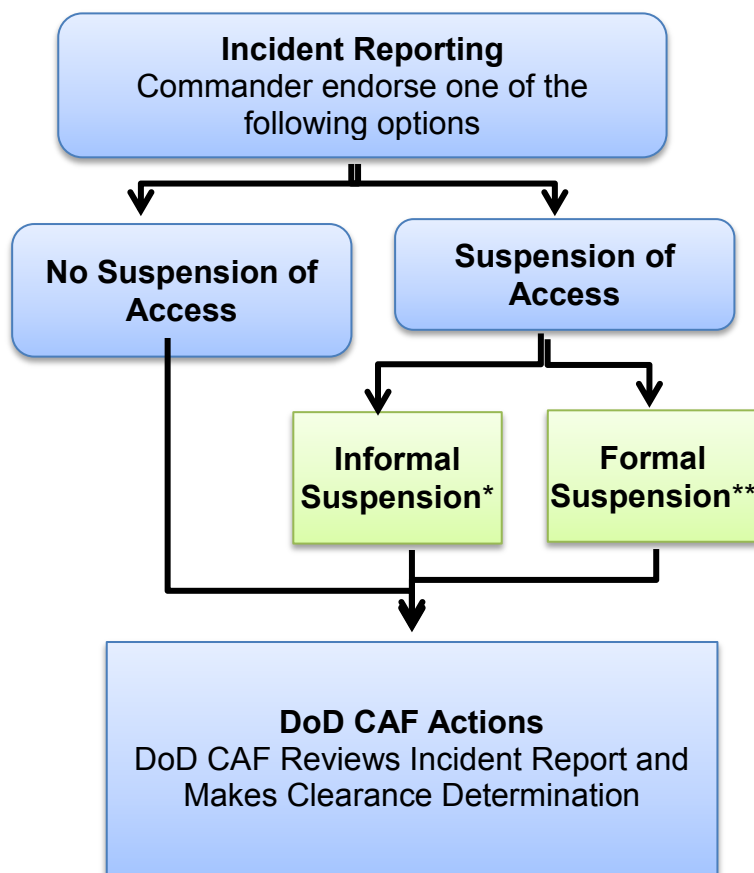 Incident Reporting
Commander endorse one of the
following options
No Suspension of
Access
Suspension of
Access
Informal
Suspension*
Formal
Suspension**
DoD CAF Actions
DoD CAF Reviews Incident Report and
Makes Clearance Determination